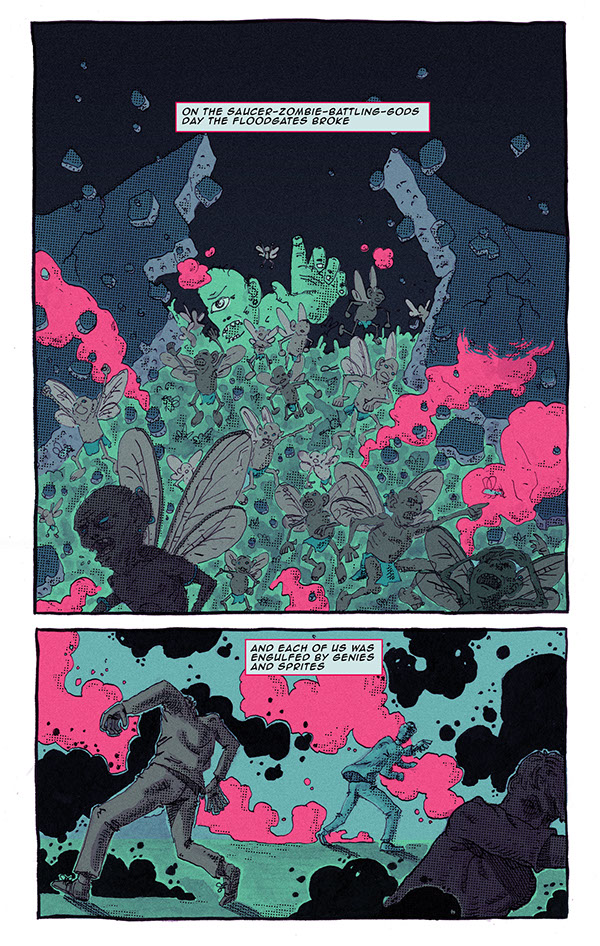 ON THE SAUCER-ZOMBIE-BATTLING-GODS
DAY THE FLOODGATES BROKE
AND EACH OF US WAS
ENGULFED BY GENIES
AND SPRITES